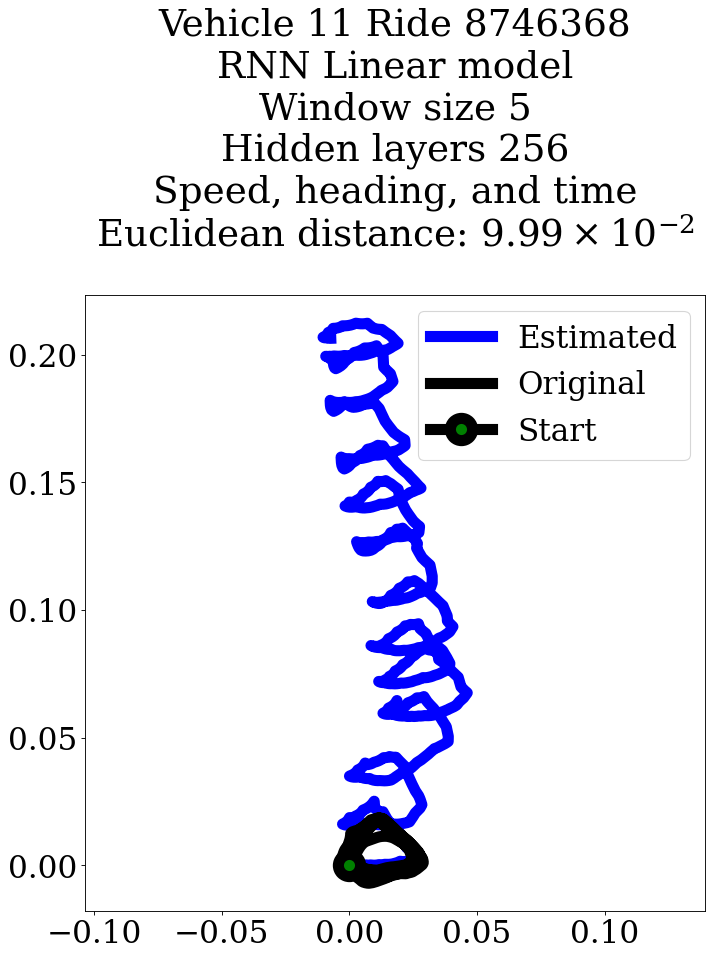 Vehicle 11 Ride 8746368
RNN Linear model
Window size 5
Hidden layers 256
Speed, heading, and time
Euclidean distance: 9.99 × 10⁻²
Estimated
Original
Start
0.20
0.15
0.10
0.05
0.00
−0.10 −0.05 0.00 0.05 0.10